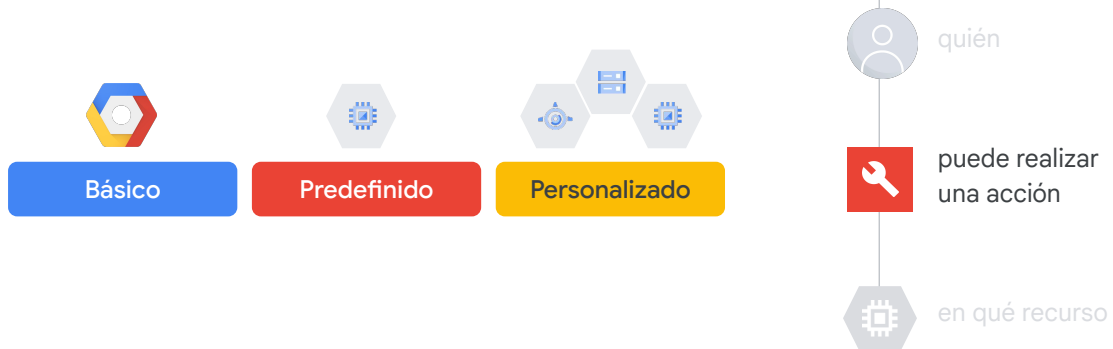 Básico
Predefinido
Personalizado
quién
puede realizar
una acción
en qué recurso